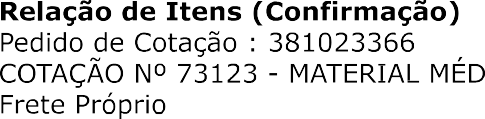 Relação de Itens (Confirmação)
Pedido de Cotação : 381023366
COTAÇÃO Nº 73123 - MATERIAL MÉD
Frete Próprio